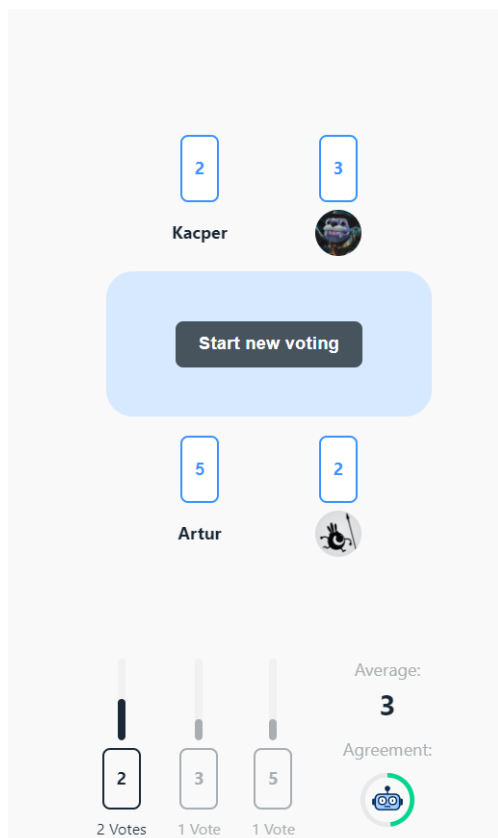 2 3
Kacper
Start new voting
5 2
Artur
Average:
3
Agreement:
2 3 5
2 Votes 1 Vote 1 Vote